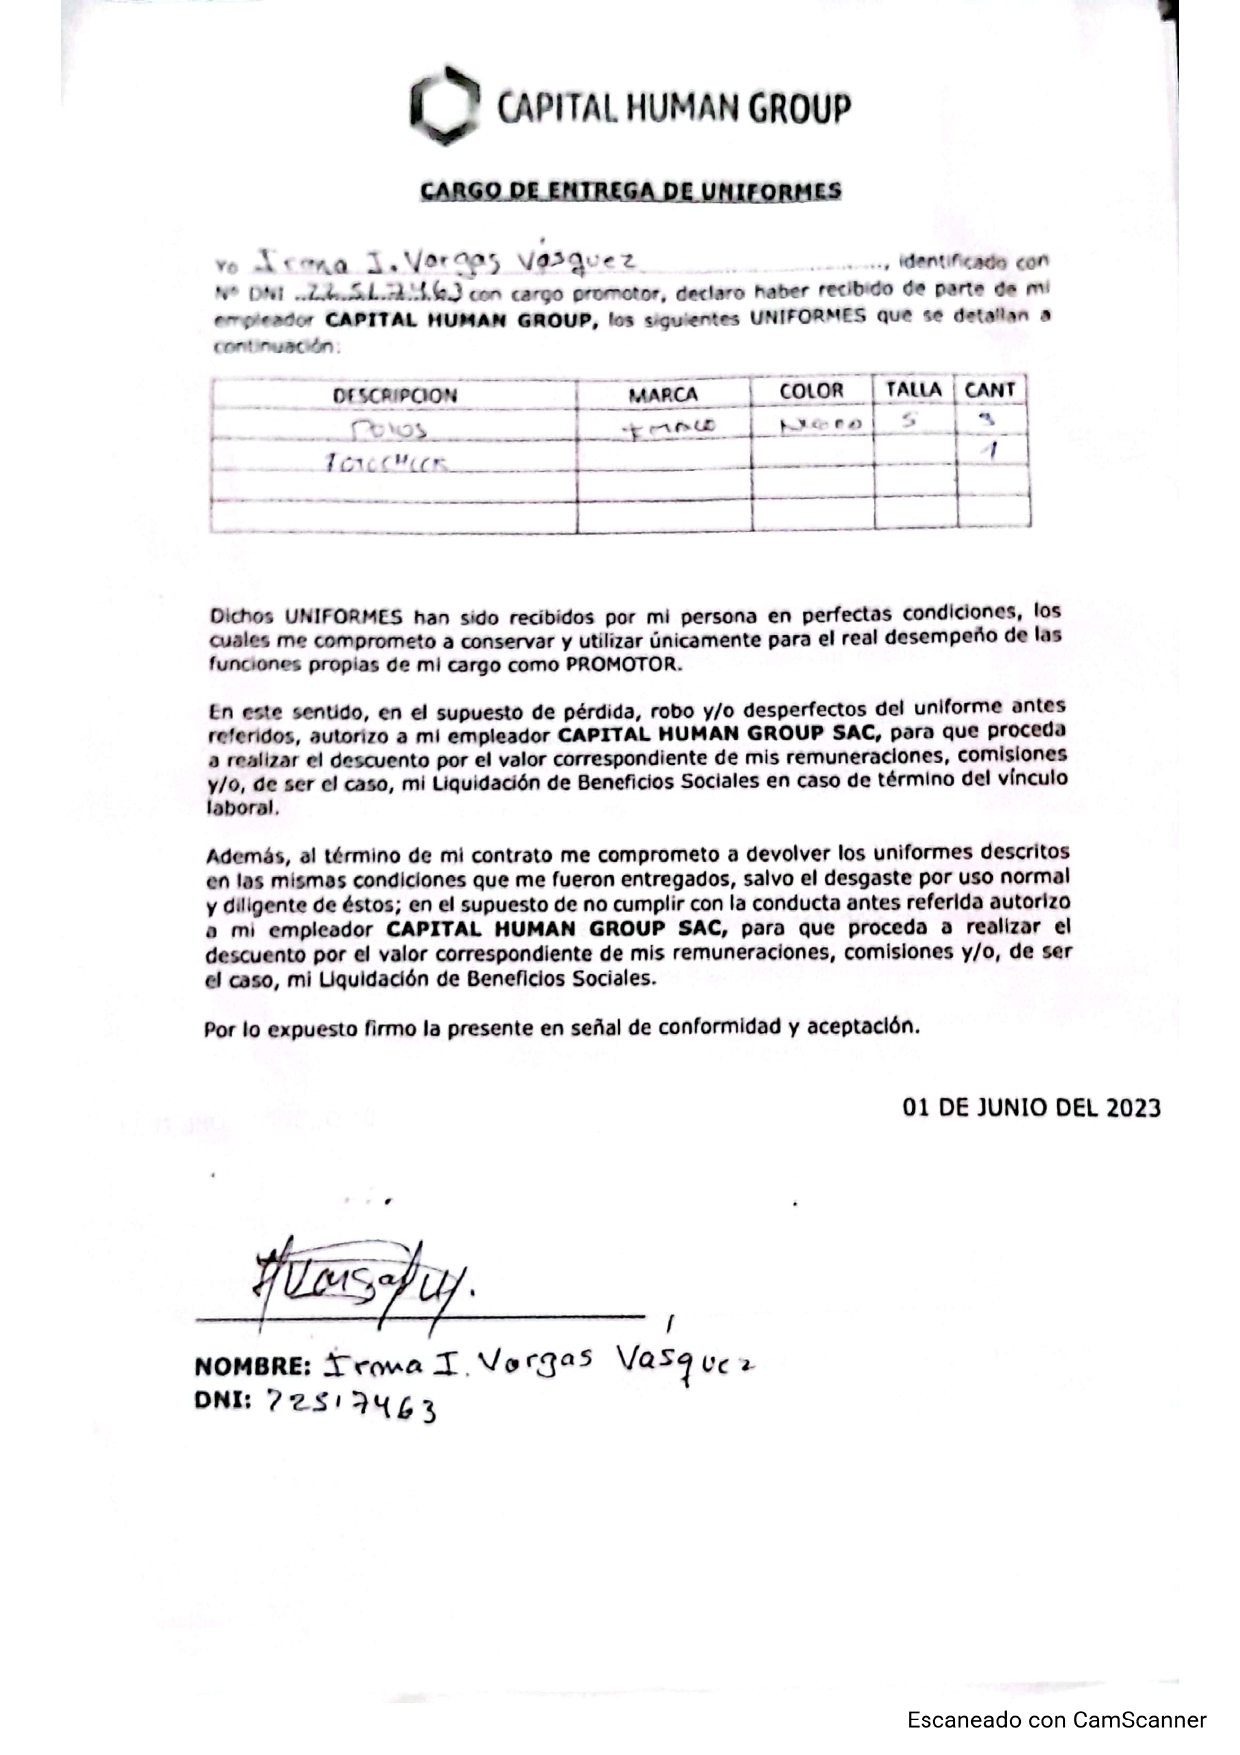 CAPITAL HUMAN GROUP
CARGO DE ENTREGA DE UNIFORMES
Yo Irma I. Vargas Vásquez ................, identificado con
Nº DNI 72517463 con cargo promotor, declaro haber recibido de parte de mi
empleador CAPITAL HUMAN GROUP, los siguientes UNIFORMES que se detallan a
continuación:
DESCRIPCION MARCA COLOR TALLA CANT
Polos Negro S 3
1
Dichos UNIFORMES han sido recibidos por mi persona en perfectas condiciones, los
cuales me comprometo a conservar y utilizar únicamente para el real desempeño de las
funciones propias de mi cargo como PROMOTOR.
En este sentido, en el supuesto de pérdida, robo y/o desperfectos del uniforme antes
referidos, autorizo a mi empleador CAPITAL HUMAN GROUP SAC, para que proceda
a realizar el descuento por el valor correspondiente de mis remuneraciones, comisiones
y/o, de ser el caso, mi Liquidación de Beneficios Sociales en caso de término del vínculo
laboral.
Además, al término de mi contrato me comprometo a devolver los uniformes descritos
en las mismas condiciones que me fueron entregados, salvo el desgaste por uso normal
y diligente de éstos; en el supuesto de no cumplir con la conducta antes referida autorizo
a mi empleador CAPITAL HUMAN GROUP SAC, para que proceda a realizar el
descuento por el valor correspondiente de mis remuneraciones, comisiones y/o, de ser
el caso, mi Liquidación de Beneficios Sociales.
Por lo expuesto firmo la presente en señal de conformidad y aceptación.
01 DE JUNIO DEL 2023
NOMBRE: Irma I. Vargas Vásquez
DNI: 72517463
Escaneado con CamScanner